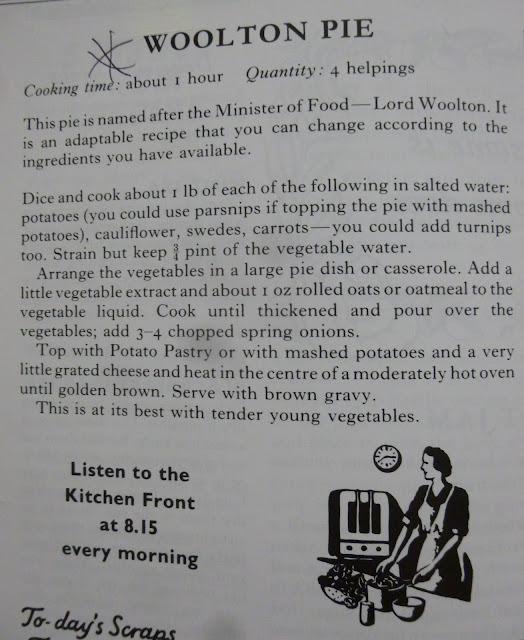 WOOLTON PIE
Cooking time: about 1 hour Quantity: 4 helpings
This pie is named after the Minister of Food—Lord Woolton. It
is an adaptable recipe that you can change according to the
ingredients you have available.
Dice and cook about 1 lb of each of the following in salted water:
potatoes (you could use parsnips if topping the pie with mashed
potatoes), cauliflower, swedes, carrots—you could add turnips
too. Strain but keep ¾ pint of the vegetable water.
Arrange the vegetables in a large pie dish or casserole. Add a
little vegetable extract and about 1 oz rolled oats or oatmeal to the
vegetable liquid. Cook until thickened and pour over the
vegetables; add 3–4 chopped spring onions.
Top with Potato Pastry or with mashed potatoes and a very
little grated cheese and heat in the centre of a moderately hot oven
until golden brown. Serve with brown gravy.
This is at its best with tender young vegetables.
Listen to the
Kitchen Front
at 8.15
every morning
To-day's Scraps